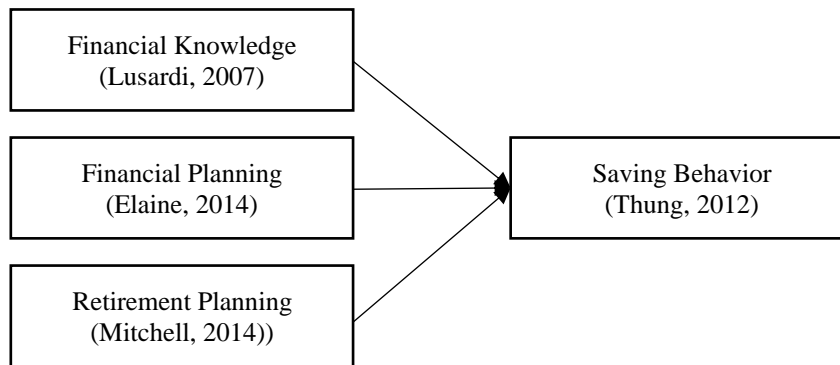 Financial Knowledge
(Lusardi, 2007)
Financial Planning
(Elaine, 2014)
Saving Behavior
(Thung, 2012)
Retirement Planning
(Mitchell, 2014))